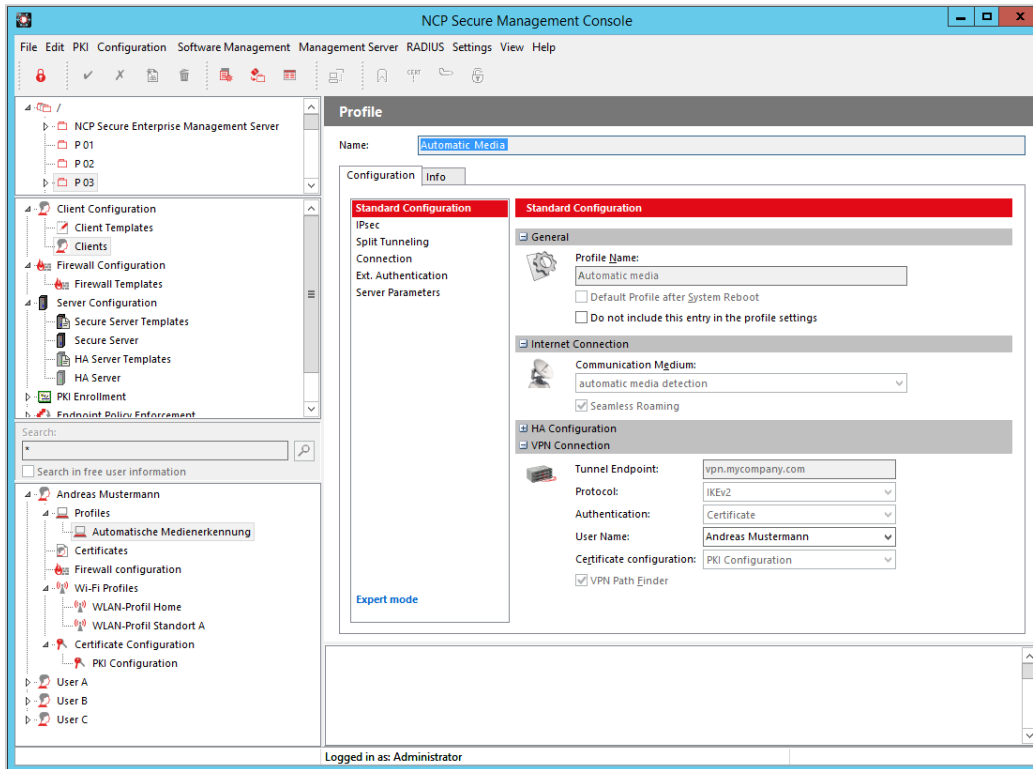 NCP Secure Management Console
File Edit PKI Configuration Software Management Management Server RADIUS Settings View Help
CERT
/
NCP Secure Enterprise Management Server
P 01
P 02
P 03
Client Configuration
Client Templates
Clients
Firewall Configuration
Firewall Templates
Server Configuration
Secure Server Templates
Secure Server
HA Server Templates
HA Server
PKI Enrollment
Endpoint Policy Enforcement
Search:
*
Search in free user information
Andreas Mustermann
Profiles
Automatische Medienerkennung
Certificates
Firewall configuration
Wi-Fi Profiles
WLAN-Profil Home
WLAN-Profil Standort A
Certificate Configuration
PKI Configuration
User A
User B
User C
Profile
Name: Automatic Media
Configuration Info
Standard Configuration
IPsec
Split Tunneling
Connection
Ext. Authentication
Server Parameters
Expert mode
Standard Configuration
General
Profile Name:
Automatic media
Default Profile after System Reboot
Do not include this entry in the profile settings
Internet Connection
Communication Medium:
automatic media detection
Seamless Roaming
HA Configuration
VPN Connection
Tunnel Endpoint: vpn.mycompany.com
Protocol: IKEv2
Authentication: Certificate
User Name: Andreas Mustermann
Certificate configuration: PKI Configuration
VPN Path Finder
Logged in as: Administrator